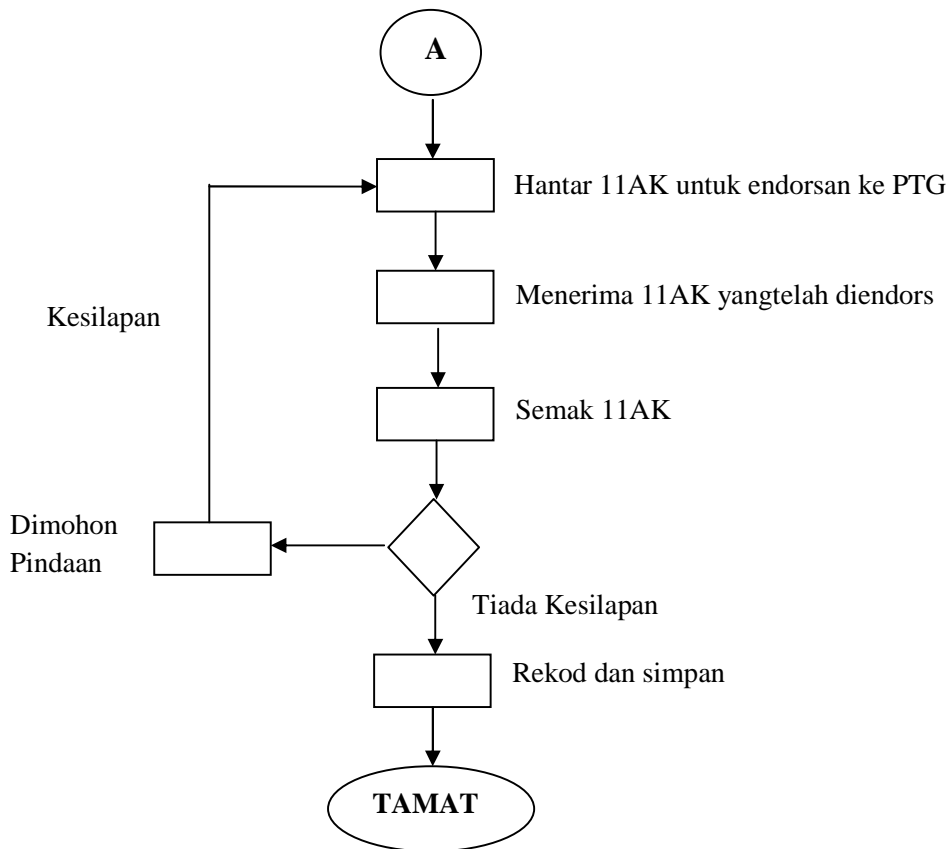 A
Hantar 11AK untuk endorsan ke PTG
Menerima 11AK yangtelah diendors
Kesilapan
Semak 11AK
Dimohon
Pindaan
Tiada Kesilapan
Rekod dan simpan
TAMAT